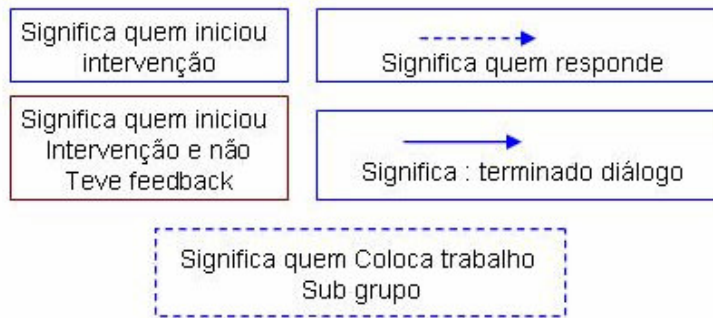 Significa quem iniciou
intervenção
Significa quem responde
Significa quem iniciou
Intervenção e não
Teve feedback
Significa : terminado diálogo
Significa quem Coloca trabalho
Sub grupo